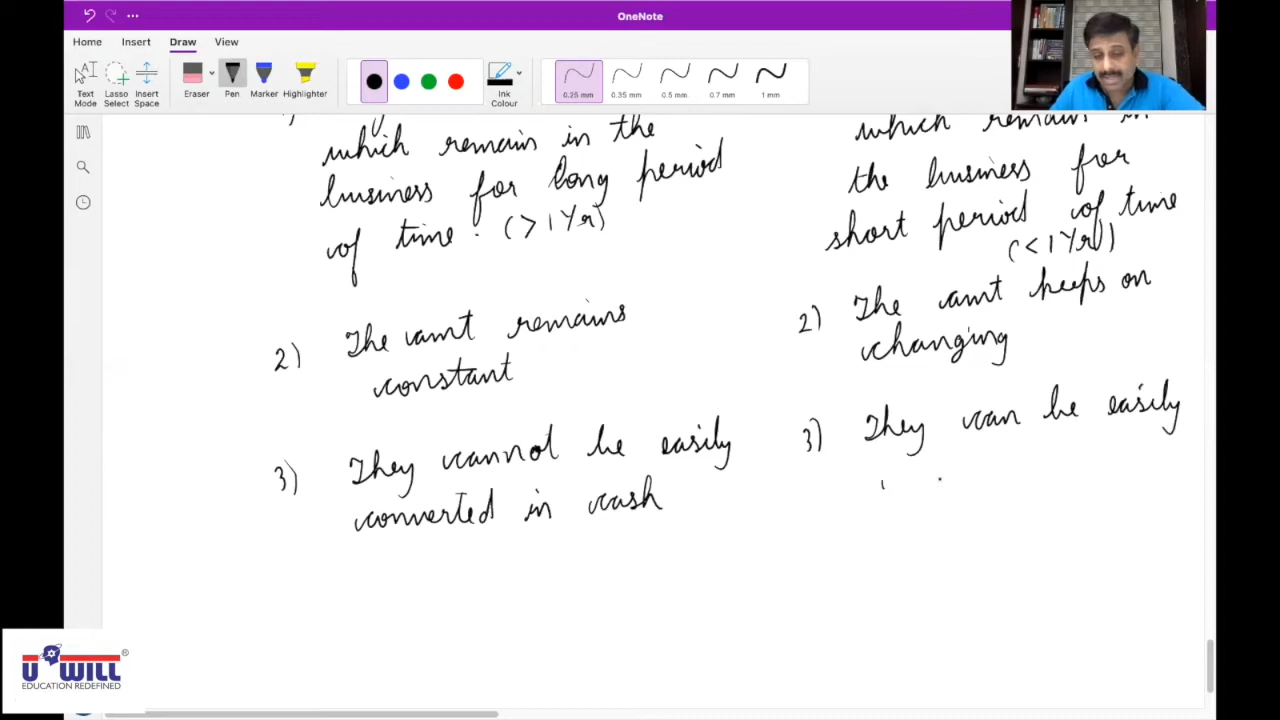 OneNote
Home Insert Draw View
Text Mode
Lasso Select
Insert Space
Eraser
Pen
Marker
Highlighter
Ink Colour
0.25 mm
0.35 mm
0.5 mm
0.7 mm
1 mm
which remain in the
business for long period
of time. (> 1 Yr)
2) The amt remains
constant
3) They cannot be easily
converted in cash
which remain in
the business for
short period of time
(< 1 Yr)
2) The amt keeps on
changing
3) They can be easily
U WILL ®
EDUCATION REDEFINED